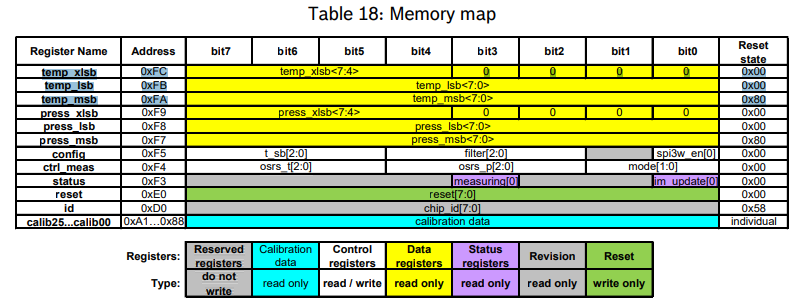 Table 18: Memory map
Register Name Address bit7 bit6 bit5 bit4 bit3 bit2 bit1 bit0 Reset state
temp_xlsb 0xFC temp_xlsb<7:4> 0 0 0 0 0x00
temp_lsb 0xFB temp_lsb<7:0> 0x00
temp_msb 0xFA temp_msb<7:0> 0x80
press_xlsb 0xF9 press_xlsb<7:4> 0 0 0 0 0x00
press_lsb 0xF8 press_lsb<7:0> 0x00
press_msb 0xF7 press_msb<7:0> 0x80
config 0xF5 t_sb[2:0] filter[2:0] spi3w_en[0] 0x00
ctrl_meas 0xF4 osrs_t[2:0] osrs_p[2:0] mode[1:0] 0x00
status 0xF3 measuring[0] im_update[0] 0x00
reset 0xE0 reset[7:0] 0x00
id 0xD0 chip_id[7:0] 0x58
calib25...calib00 0xA1...0x88 calibration data individual
Registers: Reserved registers Calibration data Control registers Data registers Status registers Revision Reset
Type: do not write read only read / write read only read only read only write only